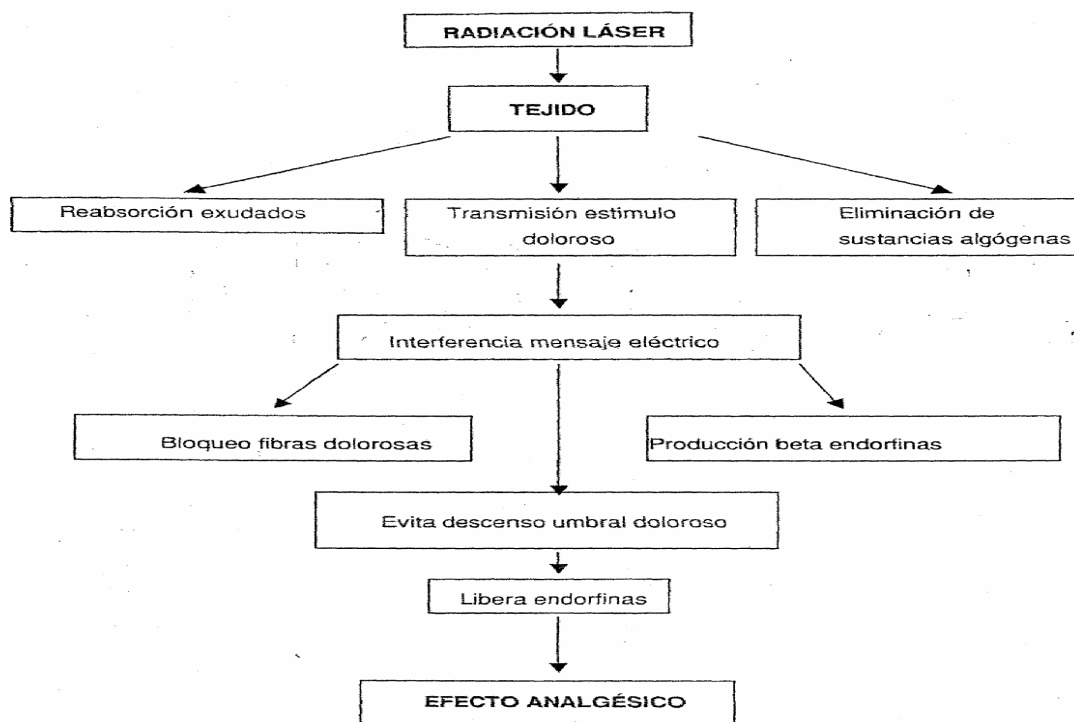 RADIACIÓN LÁSER
TEJIDO
Reabsorción exudados
Transmisión estimulo
doloroso
Eliminación de
sustancias algógenas
Interferencia mensaje eléctrico
Bloqueo fibras dolorosas
Producción beta endorfinas
Evita descenso umbral doloroso
Libera endorfinas
EFECTO ANALGÉSICO